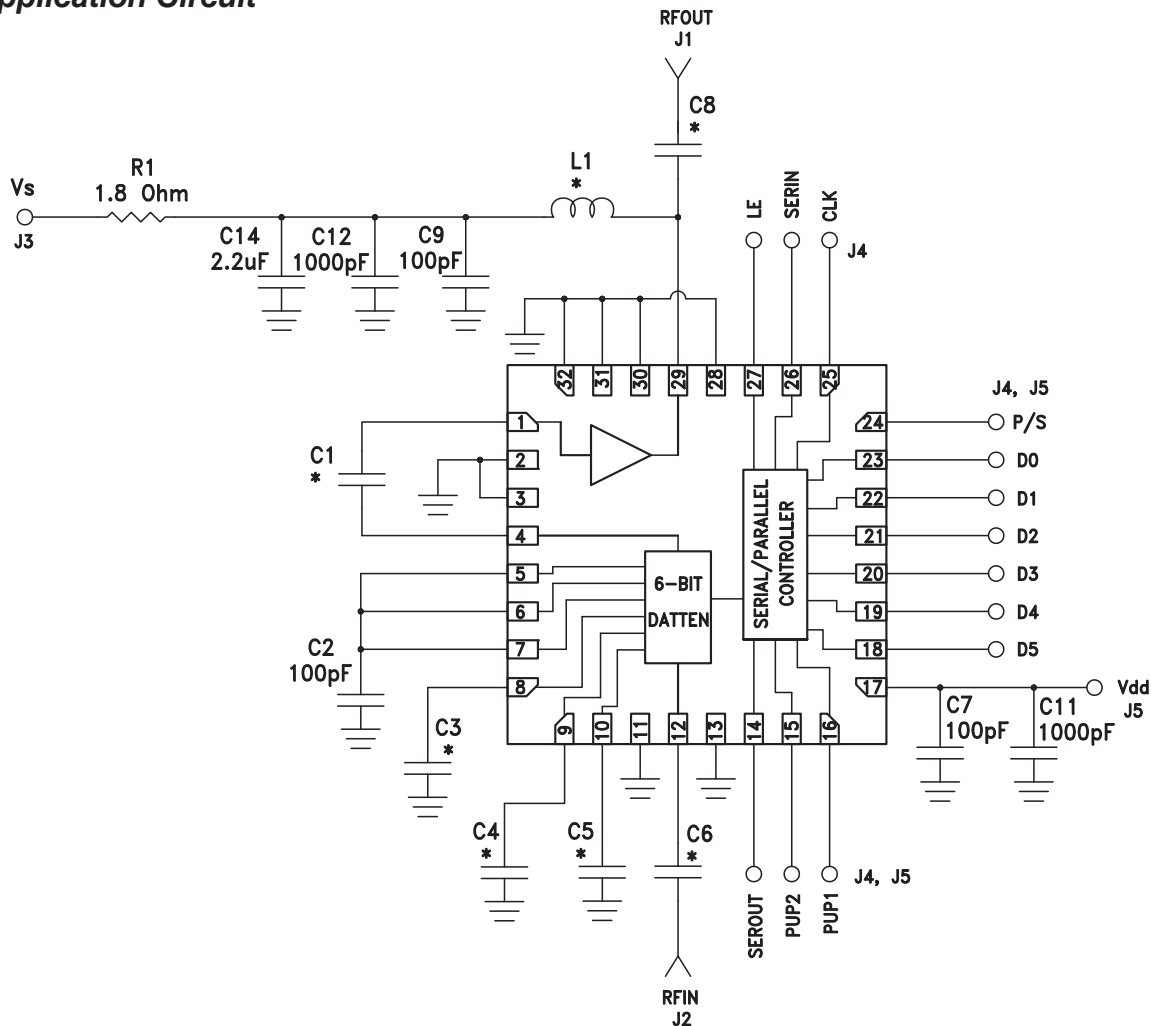 pplication Circuit
RFOUT
J1
C8
*
R1
1.8 Ohm
Vs
J3
L1
*
C14
2.2uF
C12
1000pF
C9
100pF
LE
SERIN
CLK
J4
32
31
30
29
28
27
26
25
1
2
3
4
5
6
7
8
C1
*
C2
100pF
C3
*
6-BIT
DATTEN
SERIAL/PARALLEL
CONTROLLER
J4, J5
24
P/S
23
D0
22
D1
21
D2
20
D3
19
D4
18
D5
17
Vdd
J5
C7
100pF
C11
1000pF
9
10
11
12
13
14
15
16
C4
*
C5
*
C6
*
SEROUT
PUP2
PUP1
J4, J5
RFIN
J2